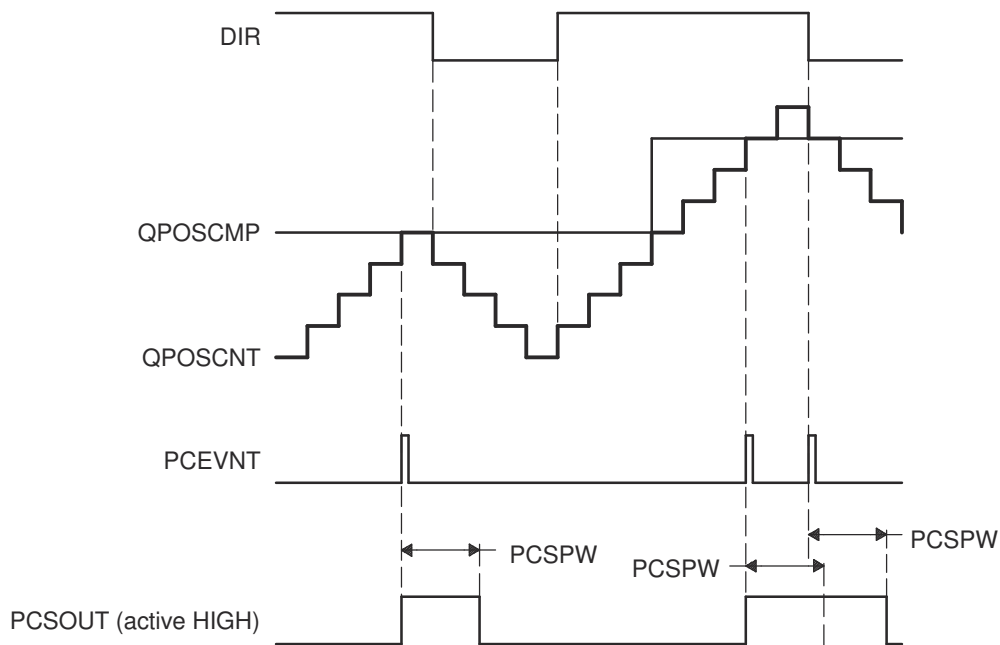 DIR
QPOSCMP
QPOSCNT
PCEVNT
PCSPW
PCSPW
PCSPW
PCSOUT (active HIGH)